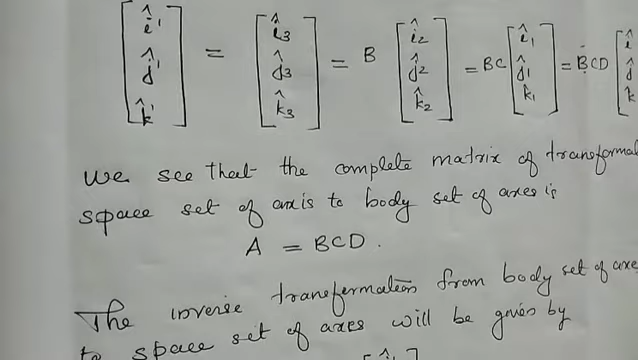 [î' ĵ' k̂'] = [î3 ĵ3 k̂3] = B [î2 ĵ2 k̂2] = BC [î1 ĵ1 k̂1] = BCD [î ĵ k̂
we see that the complete matrix of transformat
space set of axis to body set of axes is
A = BCD.
The inverse transformation from body set of axe
to space set of axes will be given by